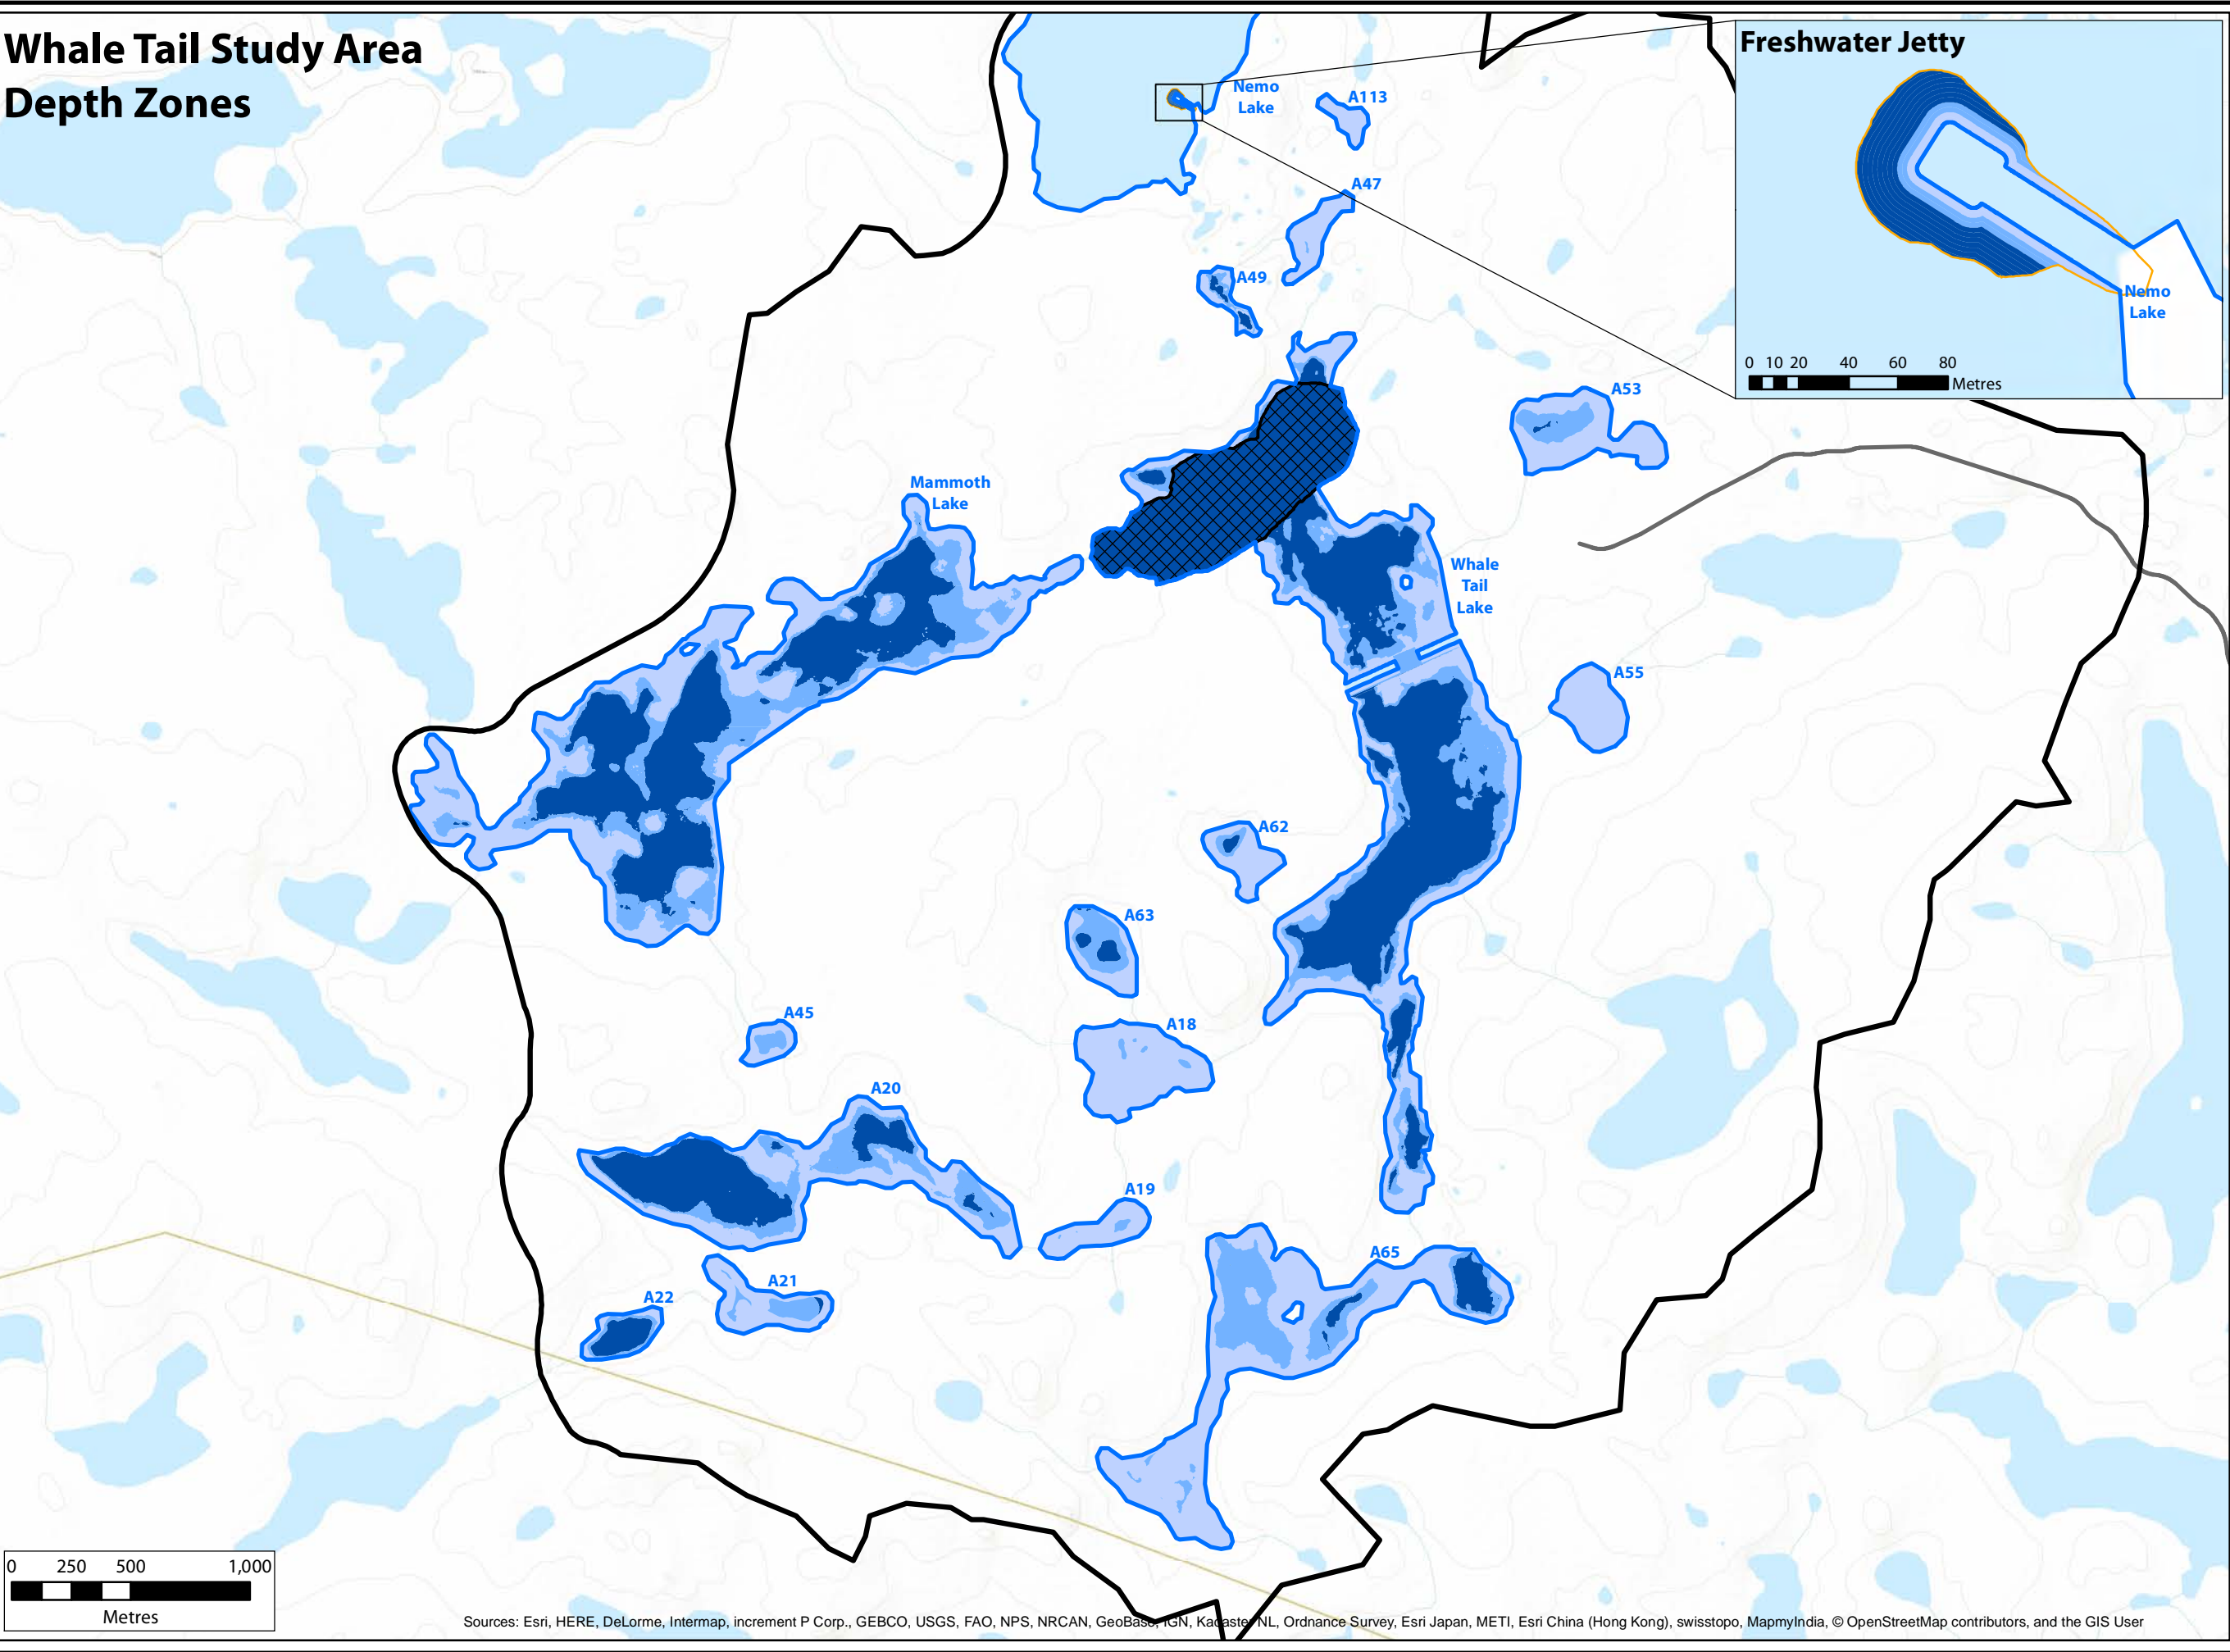 Whale Tail Study Area
Depth Zones
Freshwater Jetty
Nemo
Lake
0 10 20 40 60 80
Metres
Nemo
Lake
A113
A47
A49
A53
Mammoth
Lake
Whale
Tail
Lake
A55
A62
A63
A45
A18
A20
A19
A65
A21
A22
0 250 500 1,000
Metres
Sources: Esri, HERE, DeLorme, Intermap, increment P Corp., GEBCO, USGS, FAO, NPS, NRCAN, GeoBase, IGN, Kadaster NL, Ordnance Survey, Esri Japan, METI, Esri China (Hong Kong), swisstopo, MapmyIndia, © OpenStreetMap contributors, and the GIS User